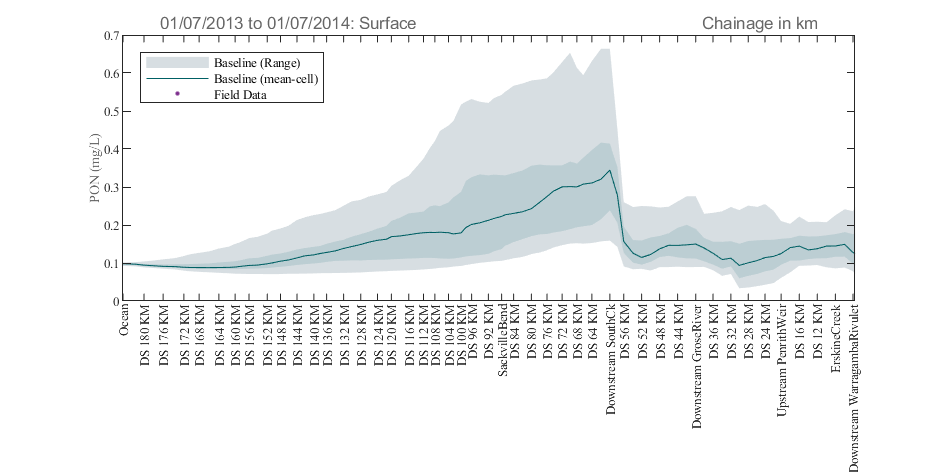 01/07/2013 to 01/07/2014: Surface
Chainage in km
0.7
0.6
0.5
0.4
0.3
0.2
0.1
0
PON (mg/L)
Baseline (Range)
Baseline (mean-cell)
Field Data
Ocean
DS 180 KM
DS 176 KM
DS 172 KM
DS 168 KM
DS 164 KM
DS 160 KM
DS 156 KM
DS 152 KM
DS 148 KM
DS 144 KM
DS 140 KM
DS 136 KM
DS 132 KM
DS 128 KM
DS 124 KM
DS 120 KM
DS 116 KM
DS 112 KM
DS 108 KM
DS 104 KM
DS 100 KM
DS 96 KM
DS 92 KM
SackvilleBend
DS 84 KM
DS 80 KM
DS 76 KM
DS 72 KM
DS 68 KM
DS 64 KM
Downstream SouthCk
DS 56 KM
DS 52 KM
DS 48 KM
DS 44 KM
Downstream GroseRiver
DS 36 KM
DS 32 KM
DS 28 KM
DS 24 KM
Upstream PenrithWeir
DS 16 KM
DS 12 KM
ErskineCreek
Downstream WarragambaRivulet